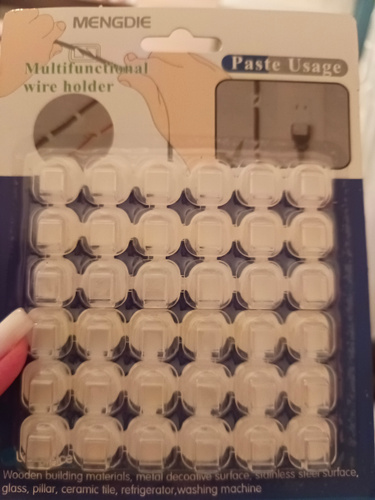 MENGDIE
Multifunctional
wire holder
Paste Usage
Wooden building materials, metal decoative surface, stainless steel surface,
glass, pillar, ceramic tile, refrigerator,washing machine